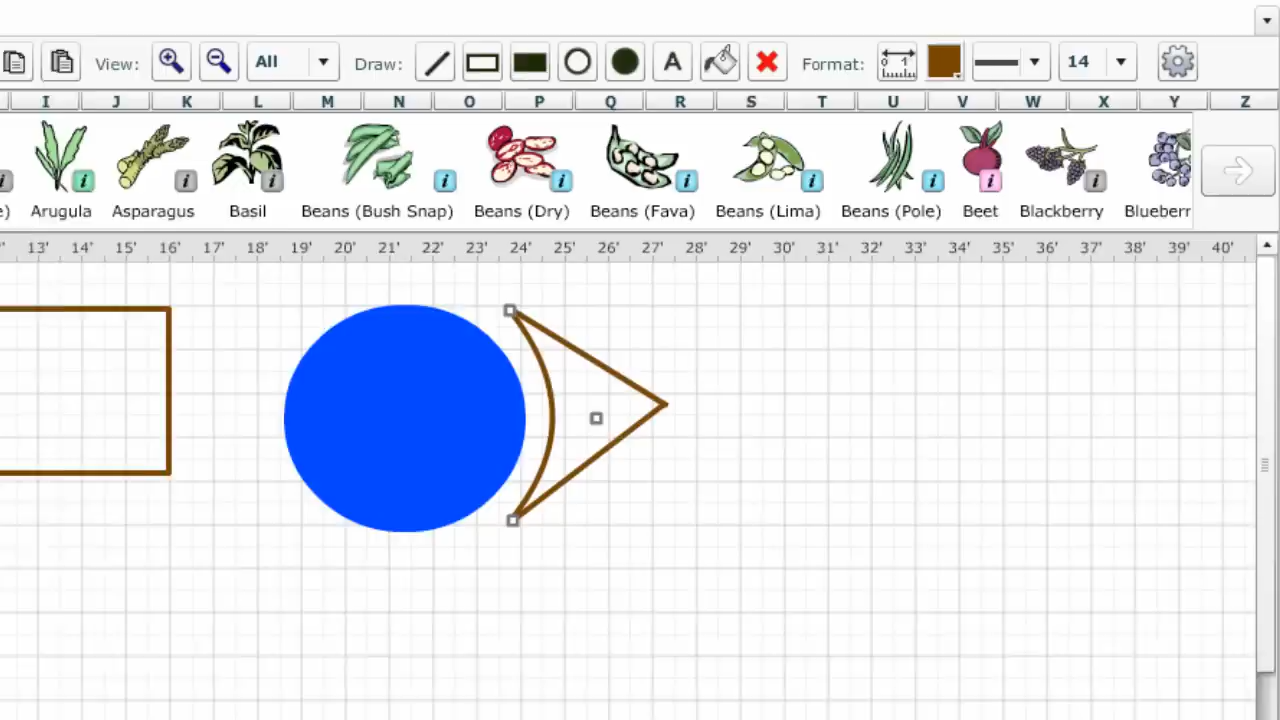 View: All Draw: A Format: 1 14
I J K L M N O P Q R S T U V W X Y Z
e) Arugula Asparagus Basil Beans (Bush Snap) Beans (Dry) Beans (Fava) Beans (Lima) Beans (Pole) Beet Blackberry Blueberr
13' 14' 15' 16' 17' 18' 19' 20' 21' 22' 23' 24' 25' 26' 27' 28' 29' 30' 31' 32' 33' 34' 35' 36' 37' 38' 39' 40'